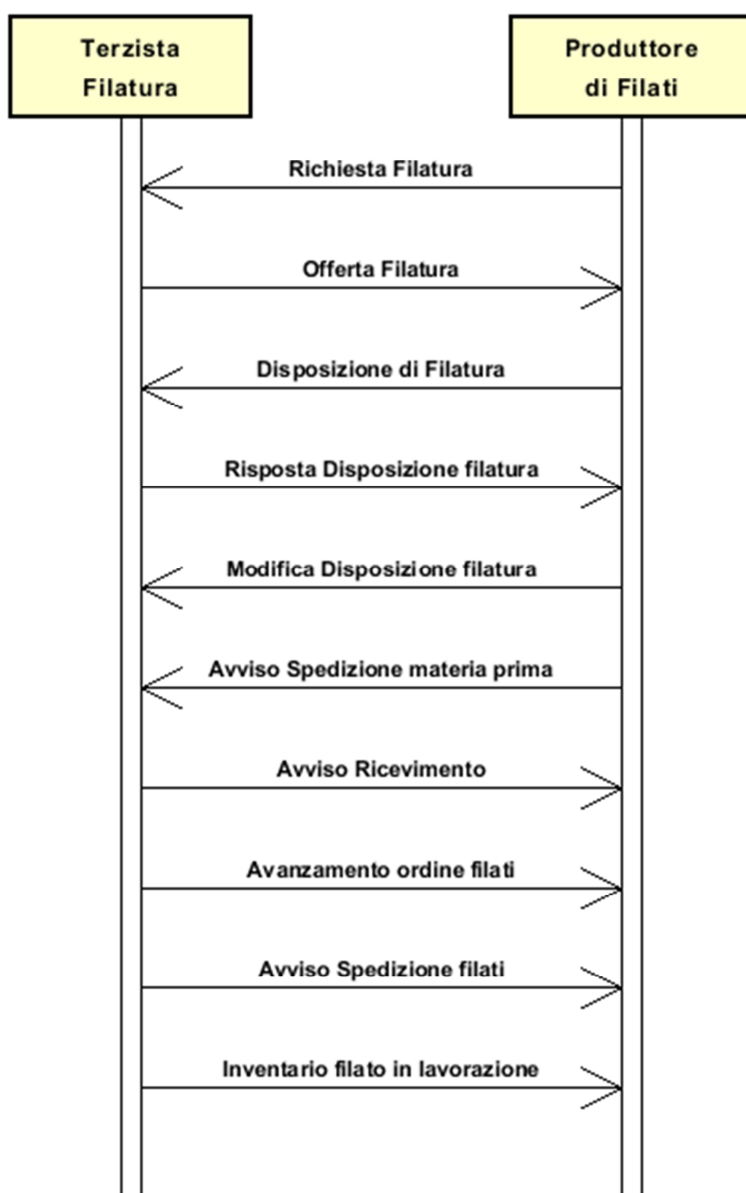 Terzista
Filatura
Produttore
di Filati
Richiesta Filatura
Offerta Filatura
Disposizione di Filatura
Risposta Disposizione filatura
Modifica Disposizione filatura
Avviso Spedizione materia prima
Avviso Ricevimento
Avanzamento ordine filati
Avviso Spedizione filati
Inventario filato in lavorazione